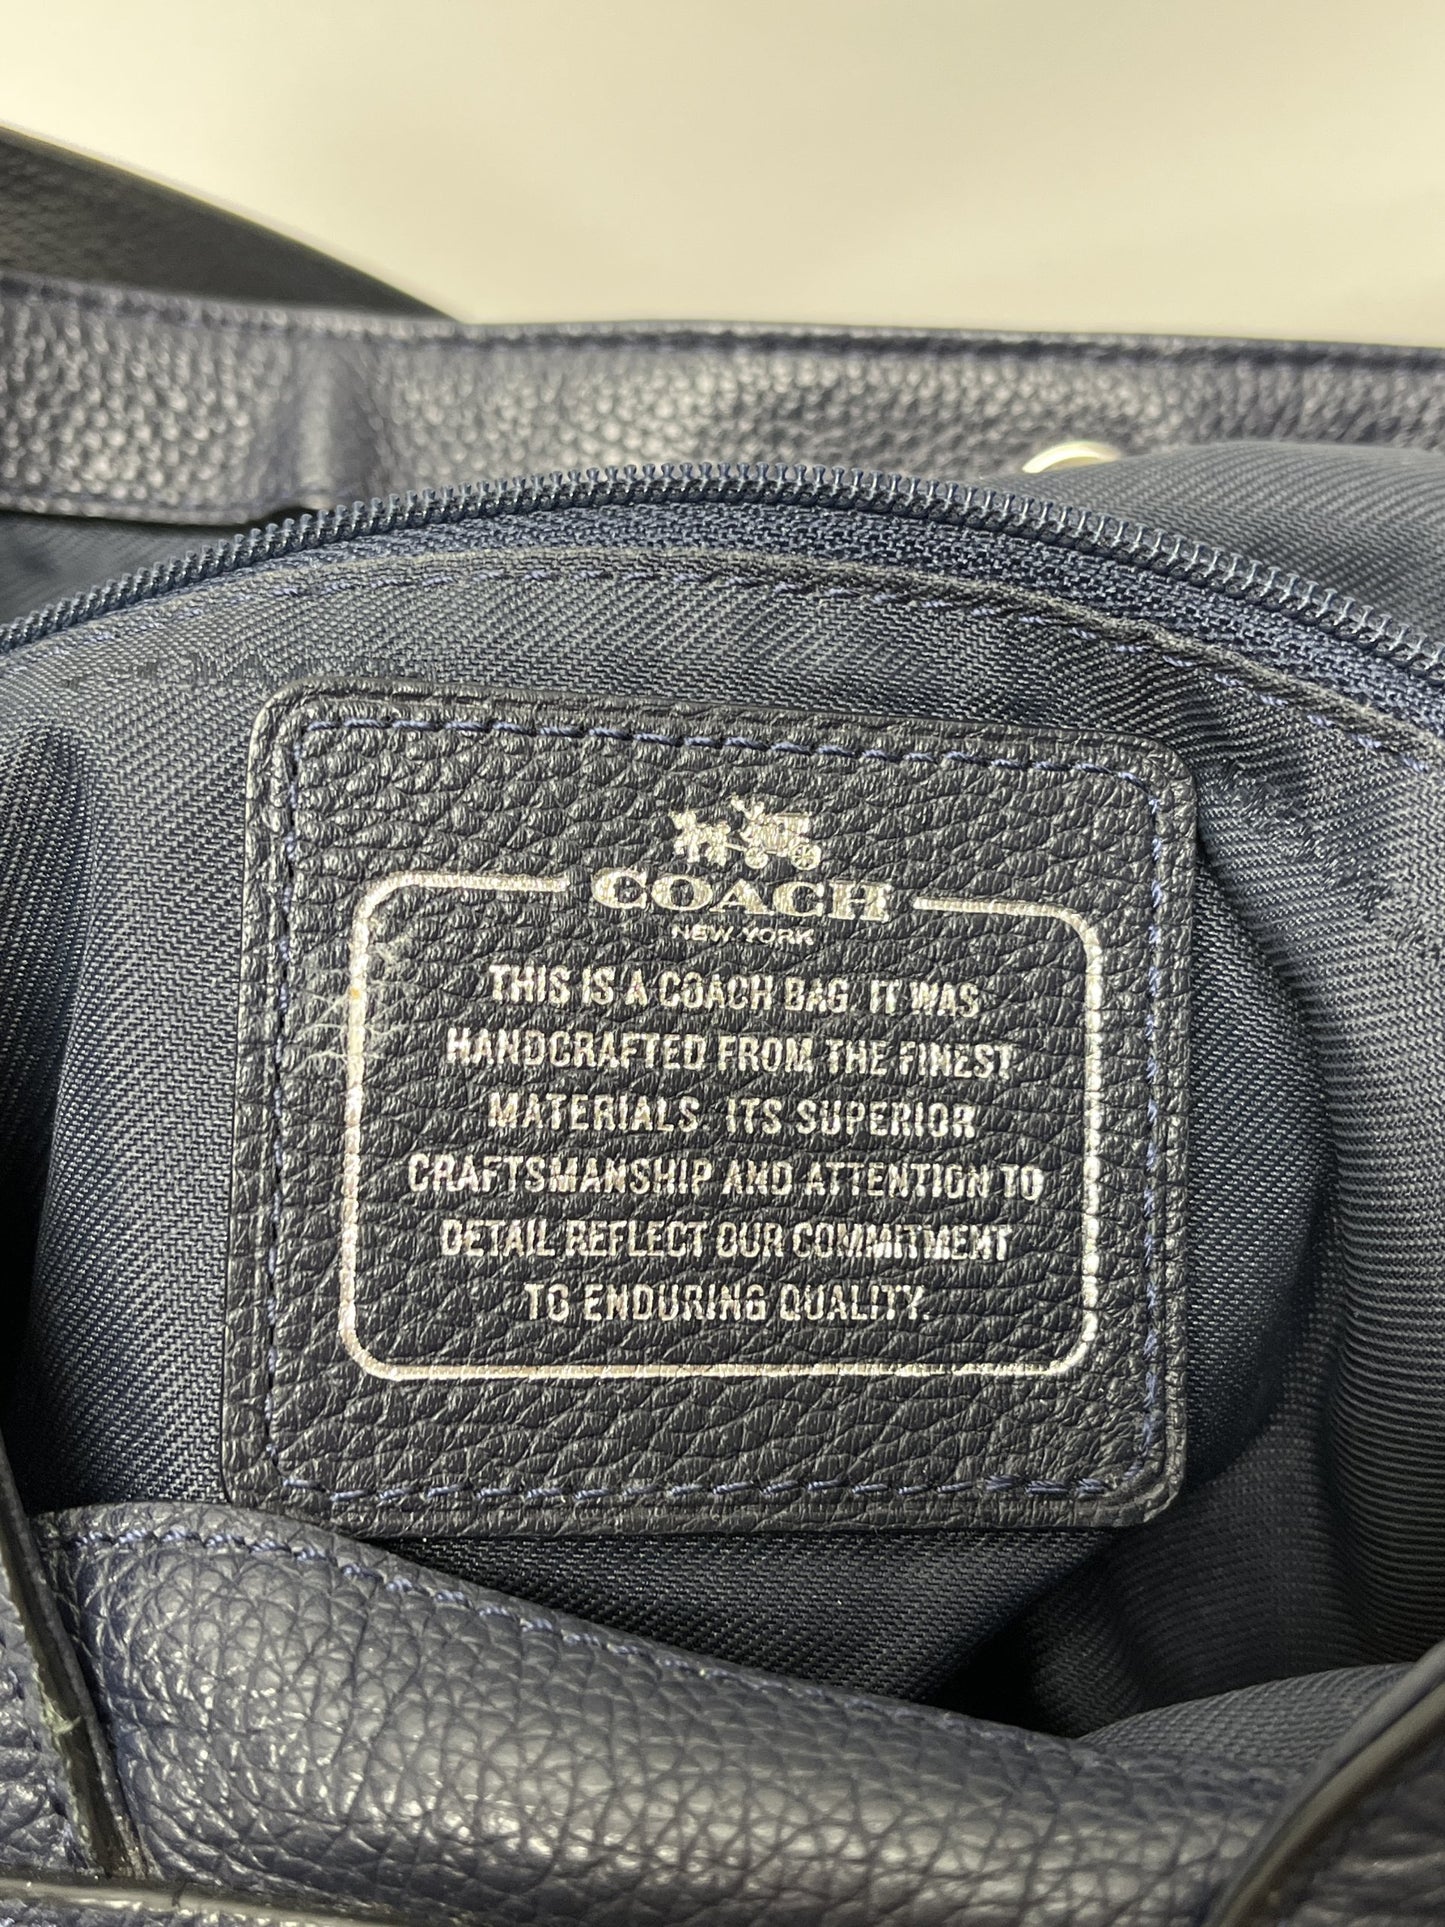 COACH
NEW YORK
THIS IS A COACH BAG. IT WAS
HANDCRAFTED FROM THE FINEST
MATERIALS. ITS SUPERIOR
CRAFTSMANSHIP AND ATTENTION TO
DETAIL REFLECT OUR COMMITMENT
TO ENDURING QUALITY.